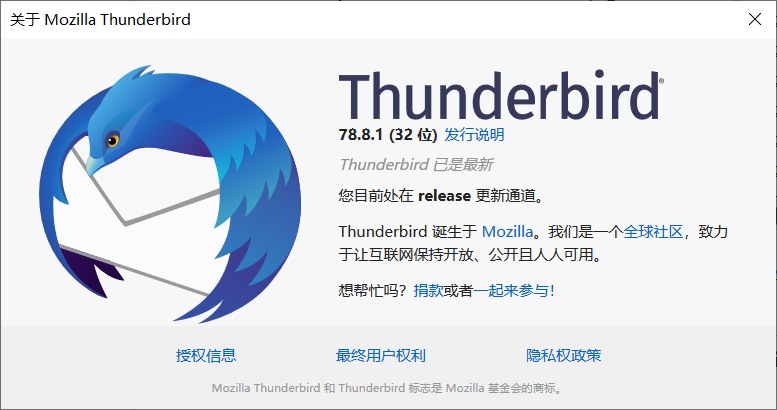 关于 Mozilla Thunderbird
Thunderbird®
78.8.1 (32 位) 发行说明
Thunderbird 已是最新
您目前处在 release 更新通道。
Thunderbird 诞生于 Mozilla。我们是一个全球社区，致力
于让互联网保持开放、公开且人人可用。
想帮忙吗？捐款或者一起来参与！
授权信息 最终用户权利 隐私权政策
Mozilla Thunderbird 和 Thunderbird 标志是 Mozilla 基金会的商标。